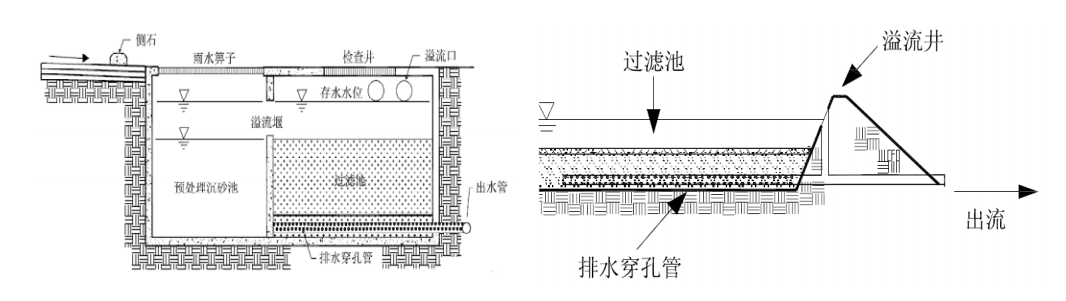 侧石
雨水箅子
检查井
溢流口
存水水位
溢流堰
预处理沉砂池
过滤池
出水管
排水穿孔管
过滤池
溢流井
出流
排水穿孔管